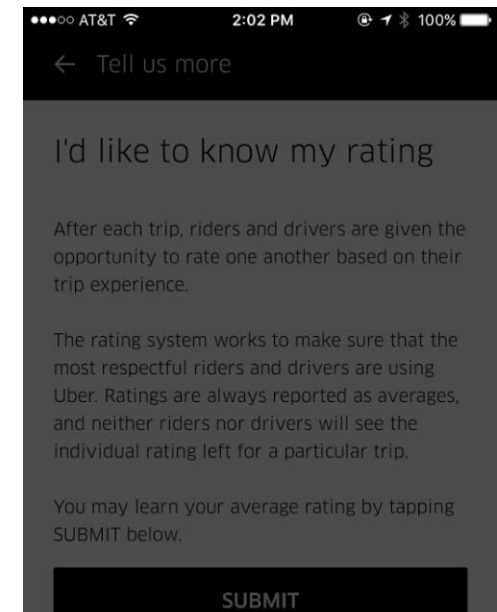 ●●●○○ AT&T 2:02 PM 100%
← Tell us more
I'd like to know my rating
After each trip, riders and drivers are given the
opportunity to rate one another based on their
trip experience.
The rating system works to make sure that the
most respectful riders and drivers are using
Uber. Ratings are always reported as averages,
and neither riders nor drivers will see the
individual rating left for a particular trip.
You may learn your average rating by tapping
SUBMIT below.
SUBMIT